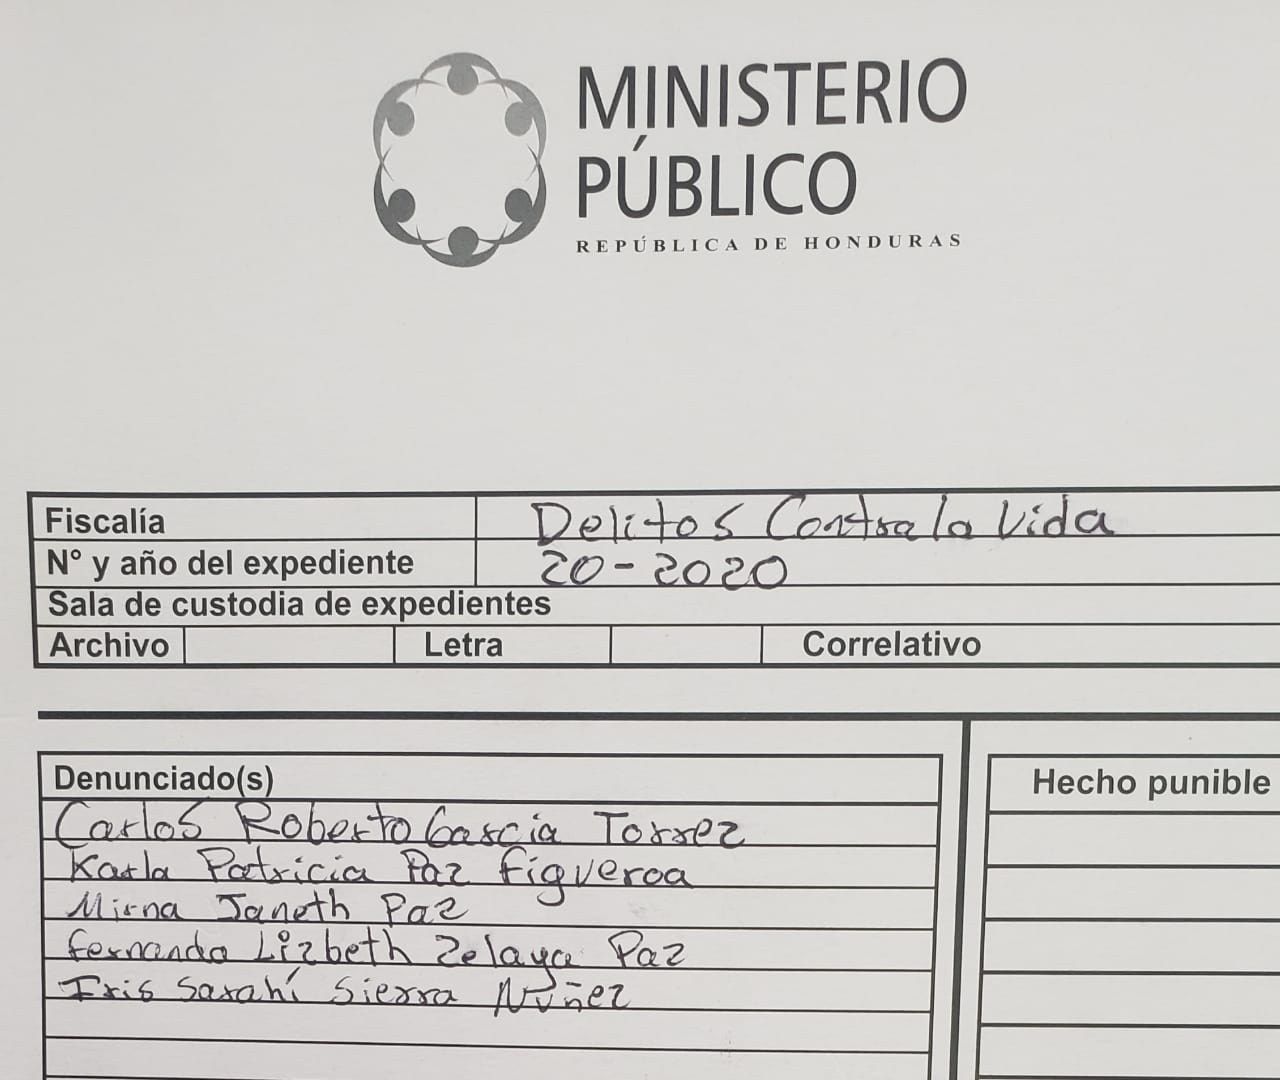 MINISTERIO
PÚBLICO
REPÚBLICA DE HONDURAS
Fiscalía Delitos Contra la Vida
N° y año del expediente 20-2020
Sala de custodia de expedientes
Archivo Letra Correlativo
Denunciado(s)
Carlos Roberto Garcia Torrez
Karla Patricia Paz Figueroa
Mirna Janeth Paz
Fernanda Lizbeth Zelaya Paz
Iris Sarahí Sierra Nuñez
Hecho punible